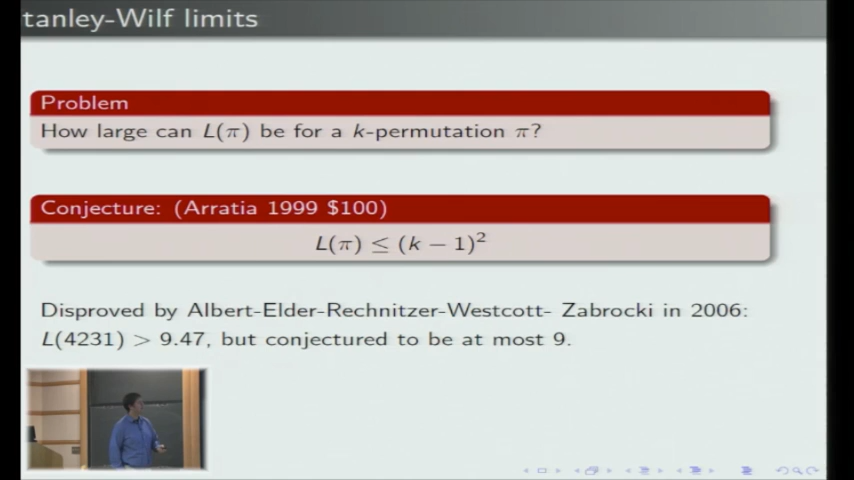 tanley-Wilf limits
Problem
How large can L(π) be for a k-permutation π?
Conjecture: (Arratia 1999 $100)
L(π) ≤ (k − 1)²
Disproved by Albert-Elder-Rechnitzer-Westcott- Zabrocki in 2006:
L(4231) > 9.47, but conjectured to be at most 9.